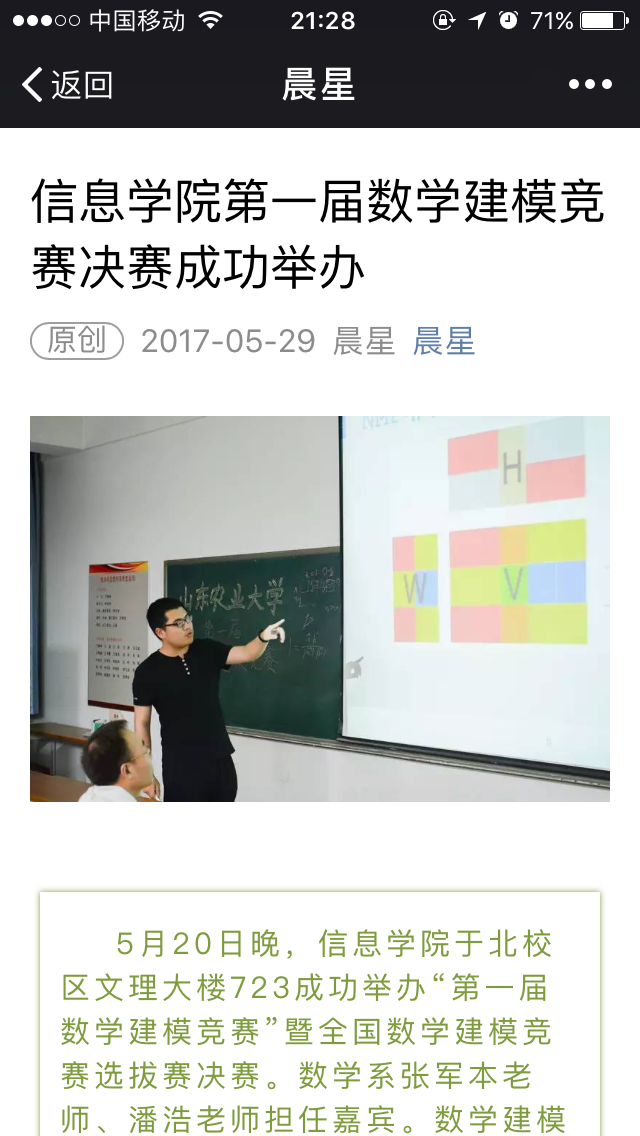 中国移动 21:28 71%
返回 晨星
信息学院第一届数学建模竞
赛决赛成功举办
原创 2017-05-29 晨星 晨星
H
W V
山东农业大学
第一届
5月20日晚，信息学院于北校
区文理大楼723成功举办“第一届
数学建模竞赛”暨全国数学建模竞
赛选拔赛决赛。数学系张军本老
师、潘浩老师担任嘉宾。数学建模